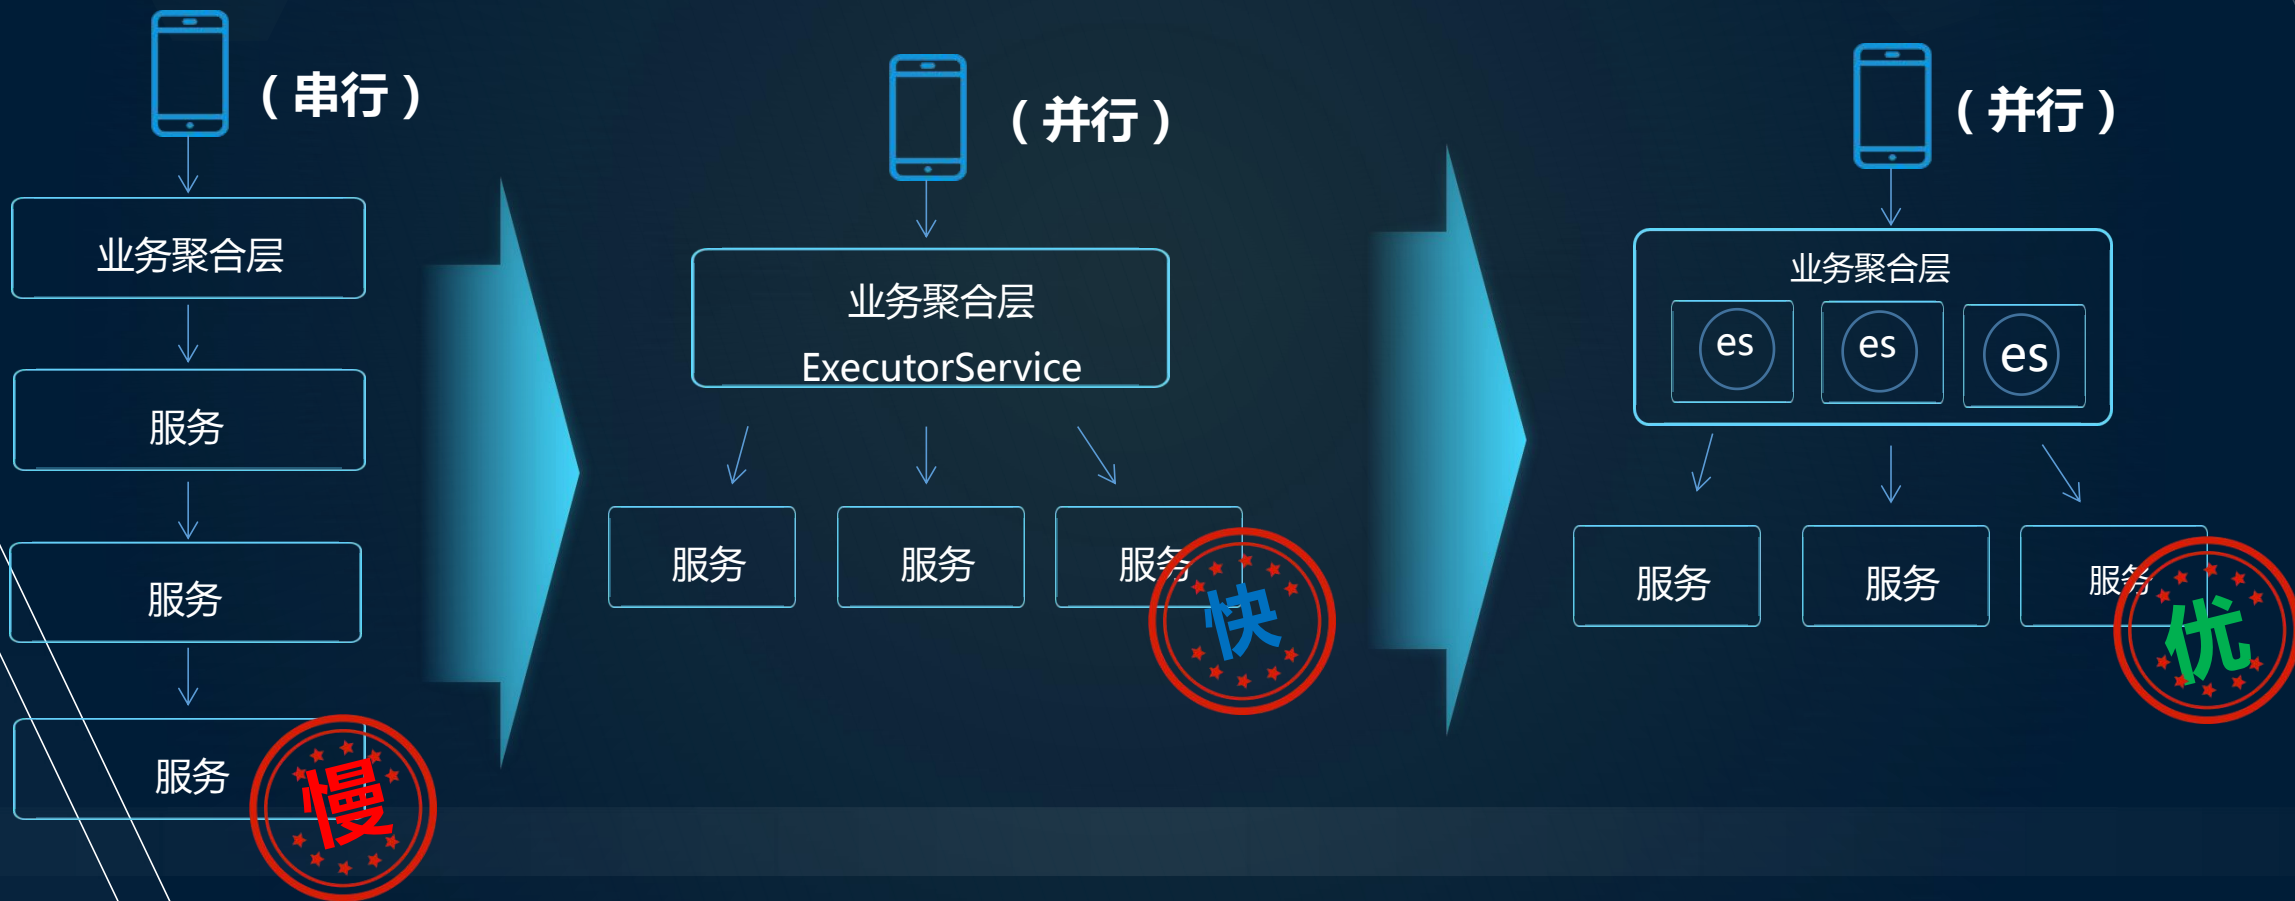 （串行）
业务聚合层
服务
服务
服务
慢
（并行）
业务聚合层
ExecutorService
服务
服务
服务
快
（并行）
业务聚合层
es
es
es
服务
服务
服务
优